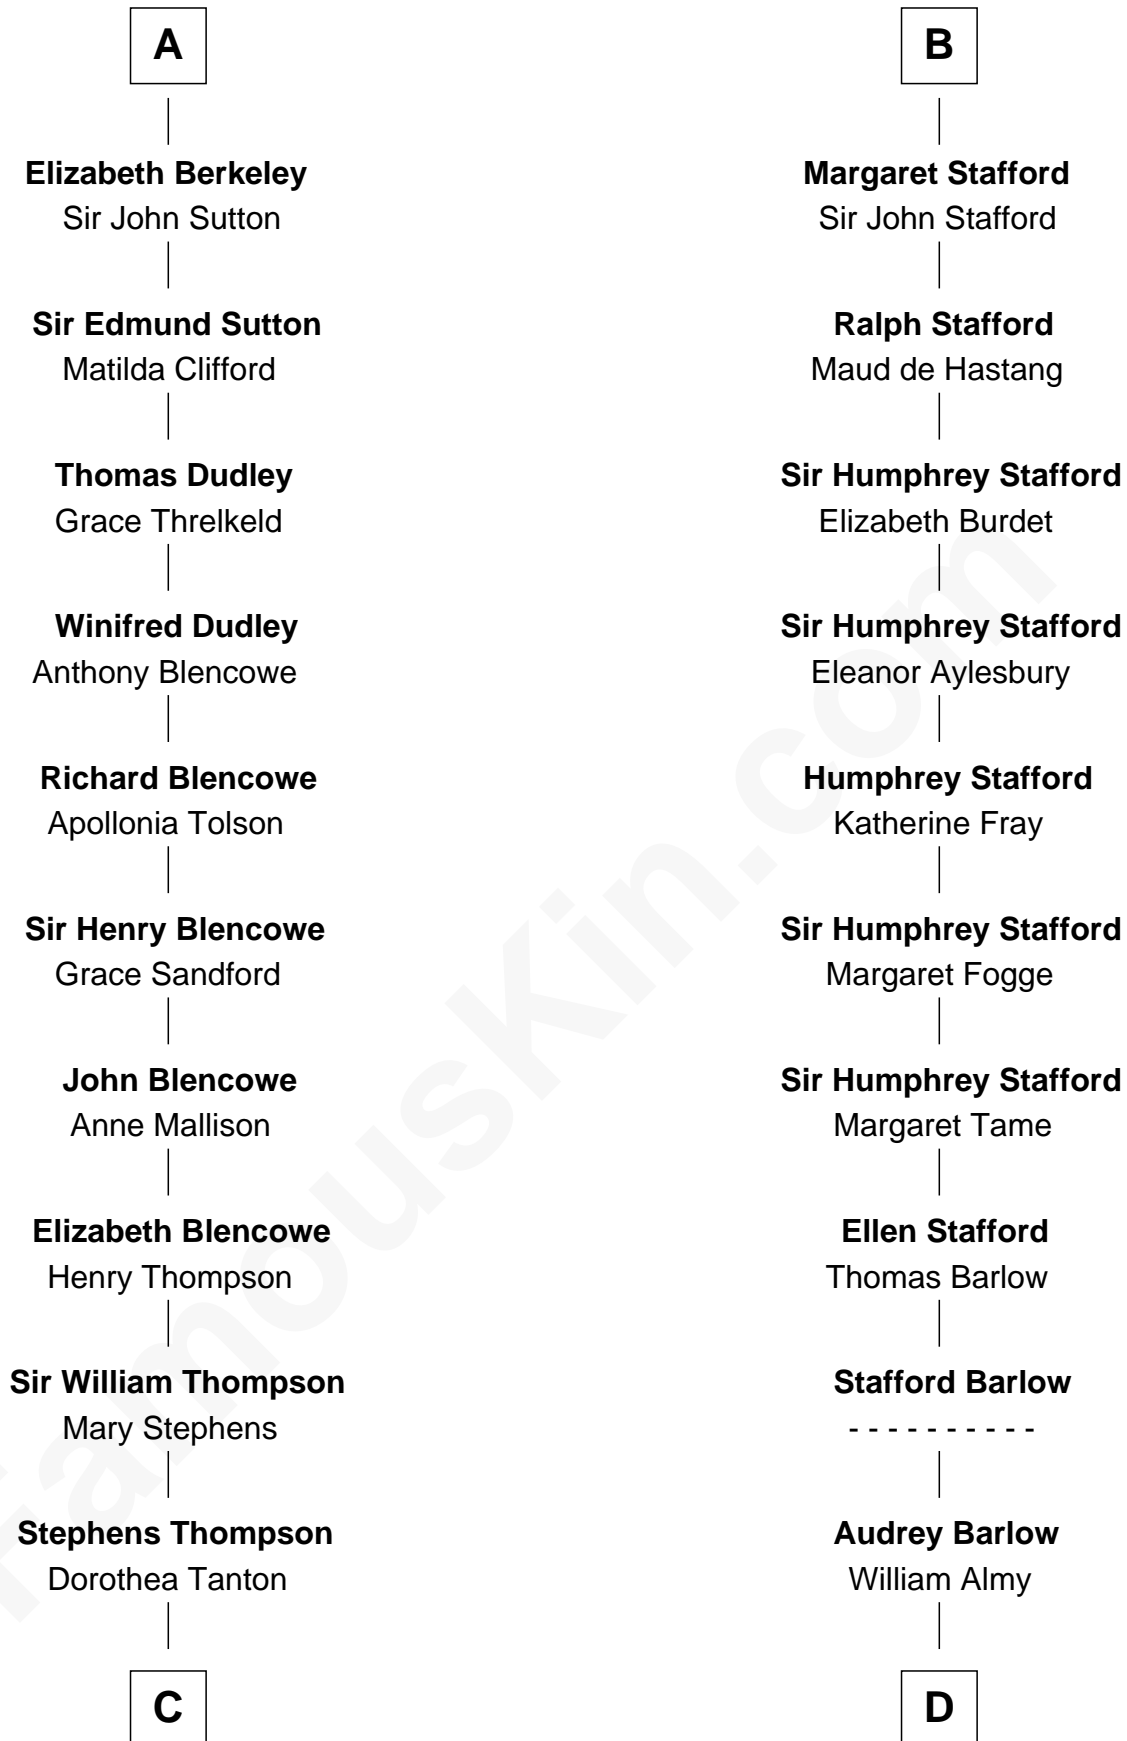 A
Elizabeth Berkeley
Sir John Sutton
Sir Edmund Sutton
Matilda Clifford
Thomas Dudley
Grace Threlkeld
Winifred Dudley
Anthony Blencowe
Richard Blencowe
Apollonia Tolson
Sir Henry Blencowe
Grace Sandford
John Blencowe
Anne Mallison
Elizabeth Blencowe
Henry Thompson
Sir William Thompson
Mary Stephens
Stephens Thompson
Dorothea Tanton
C
B
Margaret Stafford
Sir John Stafford
Ralph Stafford
Maud de Hastang
Sir Humphrey Stafford
Elizabeth Burdet
Sir Humphrey Stafford
Eleanor Aylesbury
Humphrey Stafford
Katherine Fray
Sir Humphrey Stafford
Margaret Fogge
Sir Humphrey Stafford
Margaret Tame
Ellen Stafford
Thomas Barlow
Stafford Barlow
- - - - - - - - - -
Audrey Barlow
William Almy
D
FamousKin.com